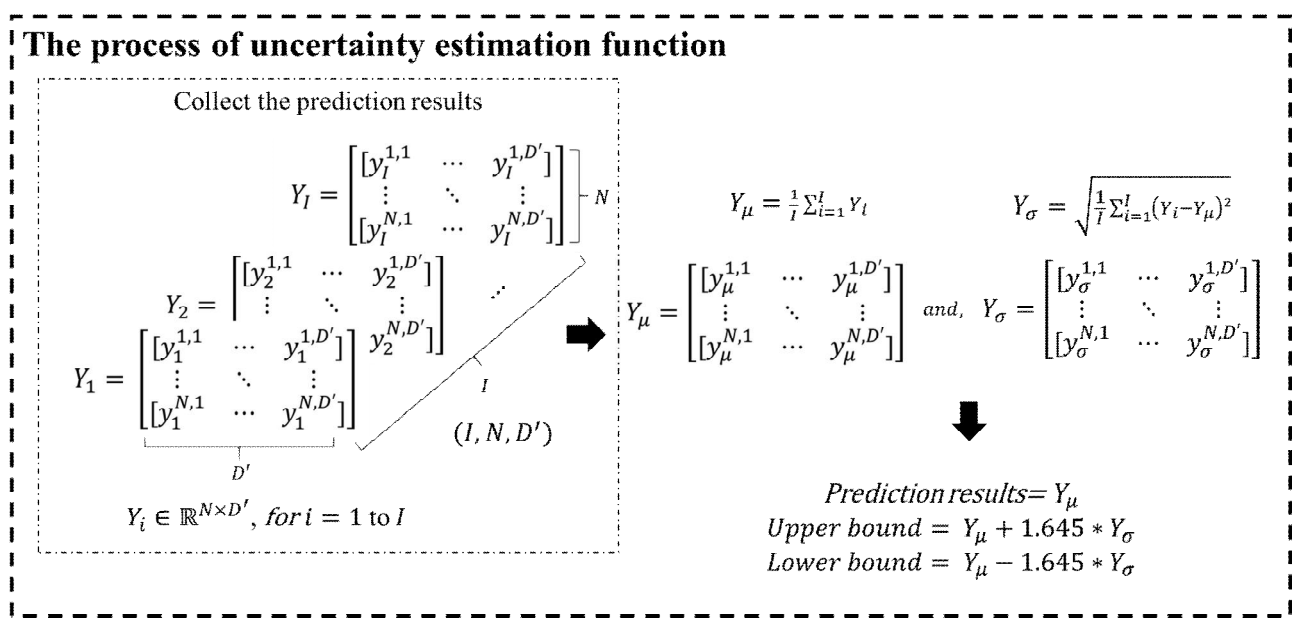 The process of uncertainty estimation function
Collect the prediction results
Y_I = [[y_I^{1,1} ⋯ y_I^{1,D′}] ⋮ ⋱ ⋮ [y_I^{N,1} ⋯ y_I^{N,D′}]] N
Y_2 = [[y_2^{1,1} ⋯ y_2^{1,D′}] ⋮ ⋱ ⋮ y_2^{N,D′}]] ⋱
Y_1 = [[y_1^{1,1} ⋯ y_1^{1,D′}] ⋮ ⋱ ⋮ [y_1^{N,1} ⋯ y_1^{N,D′}]]
I
(I, N, D′)
D′
Y_i ∈ ℝ^{N×D′}, for i = 1 to I
Y_μ = 1/I ∑_{i=1}^{I} Y_i
Y_σ = √(1/I ∑_{i=1}^{I}(Y_i−Y_μ)^2)
Y_μ = [[y_μ^{1,1} ⋯ y_μ^{1,D′}] ⋮ ⋱ ⋮ [y_μ^{N,1} ⋯ y_μ^{N,D′}]] and, Y_σ = [[y_σ^{1,1} ⋯ y_σ^{1,D′}] ⋮ ⋱ ⋮ [y_σ^{N,1} ⋯ y_σ^{N,D′}]]
Prediction results= Y_μ
Upper bound = Y_μ + 1.645 * Y_σ
Lower bound = Y_μ − 1.645 * Y_σ